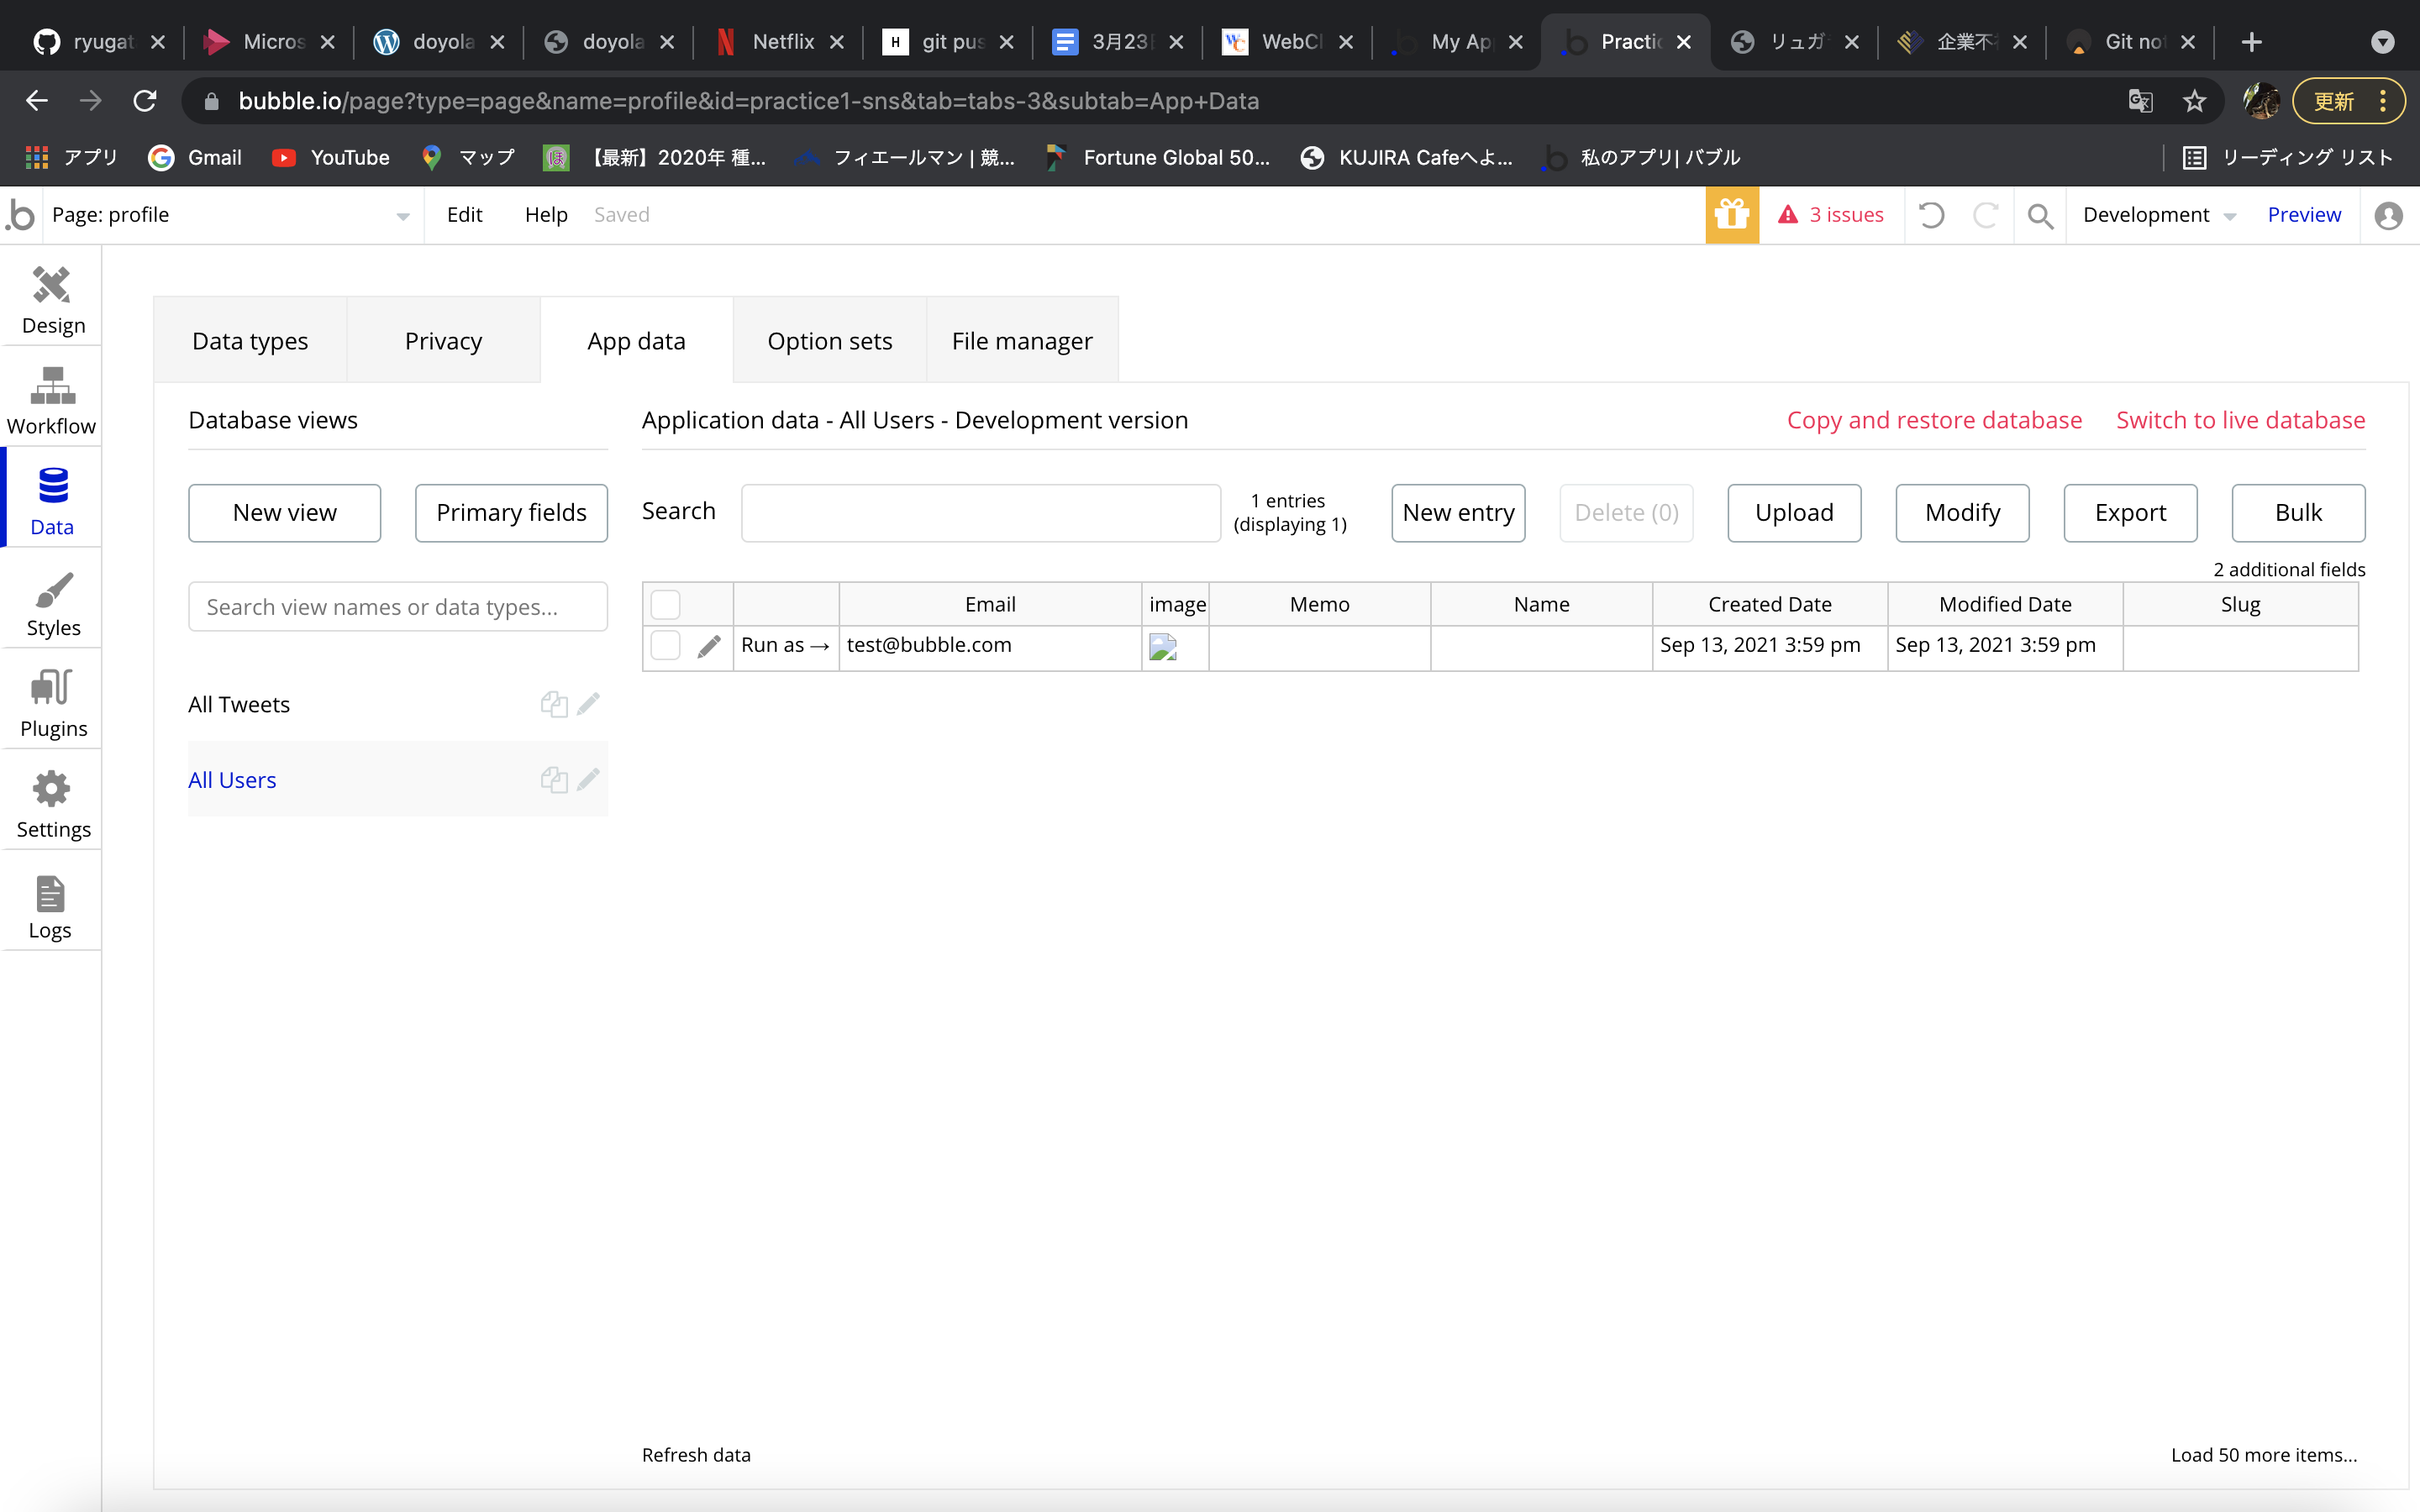 ryugat
Micros
doyola
doyola
Netflix
git pus
3月23日
WebCl
My Ap
Practic
リュガ
企業不祥
Git not
bubble.io/page?type=page&name=profile&id=practice1-sns&tab=tabs-3&subtab=App+Data
更新
アプリ
Gmail
YouTube
マップ
【最新】2020年 種...
フィエールマン | 競...
Fortune Global 50...
KUJIRA Cafeへよ...
私のアプリ| バブル
リーディング リスト
Page: profile
Edit
Help
Saved
3 issues
Development
Preview
Design
Workflow
Data
Styles
Plugins
Settings
Logs
Data types
Privacy
App data
Option sets
File manager
Database views
Application data - All Users - Development version
Copy and restore database
Switch to live database
New view
Primary fields
Search
1 entries
(displaying 1)
New entry
Delete (0)
Upload
Modify
Export
Bulk
2 additional fields
Search view names or data types...
Email
image
Memo
Name
Created Date
Modified Date
Slug
Run as →
test@bubble.com
Sep 13, 2021 3:59 pm
Sep 13, 2021 3:59 pm
All Tweets
All Users
Refresh data
Load 50 more items...